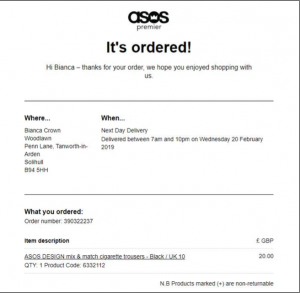 asos
premier
It's ordered!
Hi Bianca – thanks for your order, we hope you enjoyed shopping with
us.
Where...
Bianca Crown
Woodlawn
Penn Lane, Tanworth-in-
Arden
Solihull
B94 5HH
When...
Next Day Delivery
Delivered between 7am and 10pm on Wednesday 20 February
2019
What you ordered:
Order number: 390322237
Item description £ GBP
ASOS DESIGN mix & match cigarette trousers - Black / UK 10 20.00
QTY: 1 Product Code: 6332112
N.B Products marked (+) are non-returnable